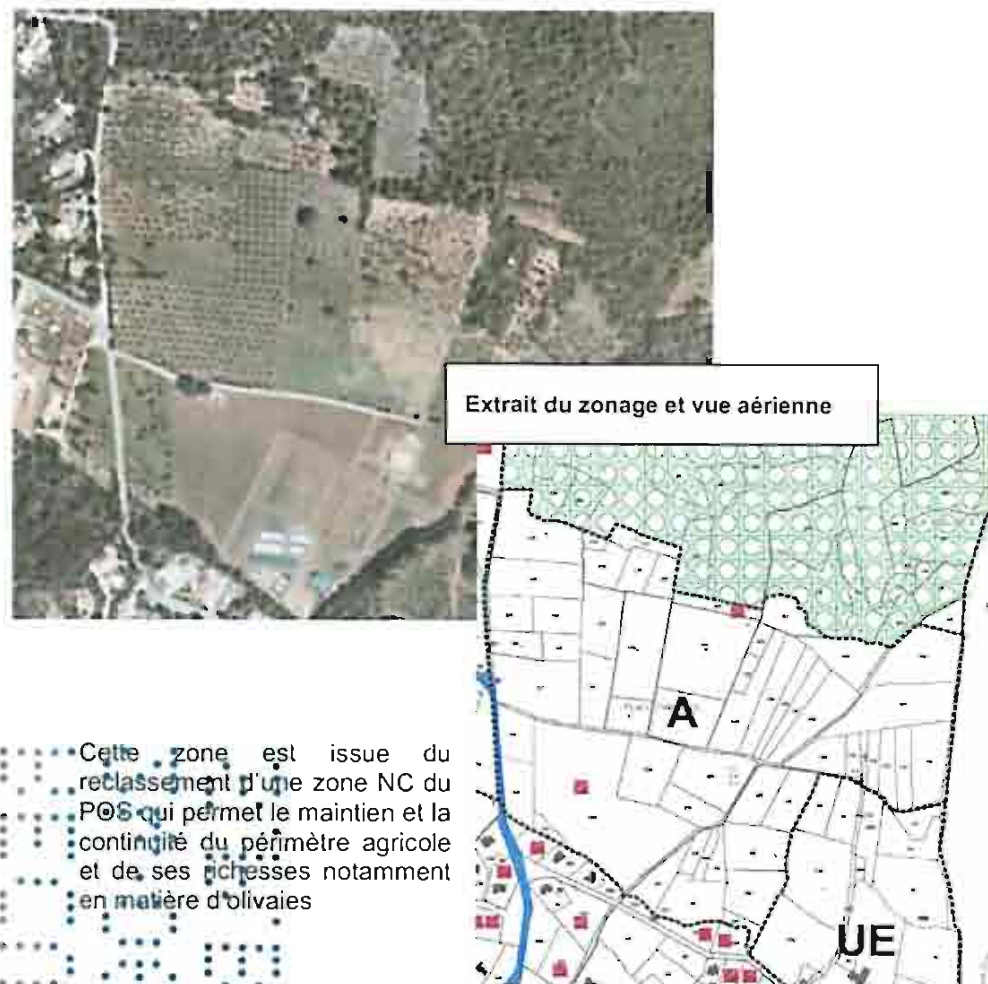 Extrait du zonage et vue aérienne
A
Cette zone est issue du
reclassement d'une zone NC du
POS qui permet le maintien et la
continuité du périmètre agricole
et de ses richesses notamment
en matière d'olivaies
UE